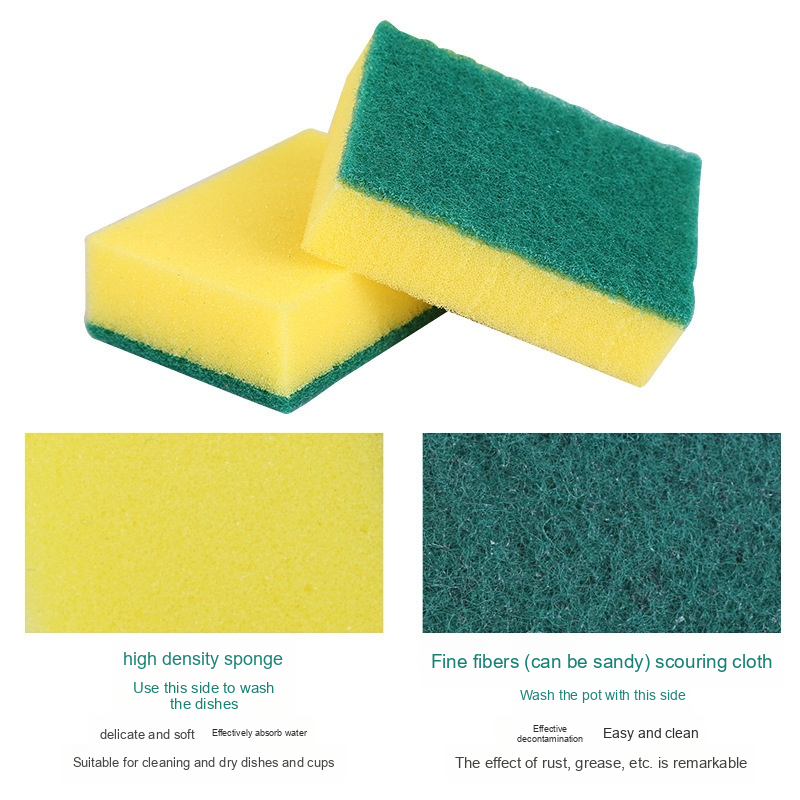 high density sponge
Use this side to wash
the dishes
delicate and soft
Effectively absorb water
Suitable for cleaning and dry dishes and cups
Fine fibers (can be sandy) scouring cloth
Wash the pot with this side
Effective
decontamination
Easy and clean
The effect of rust, grease, etc. is remarkable